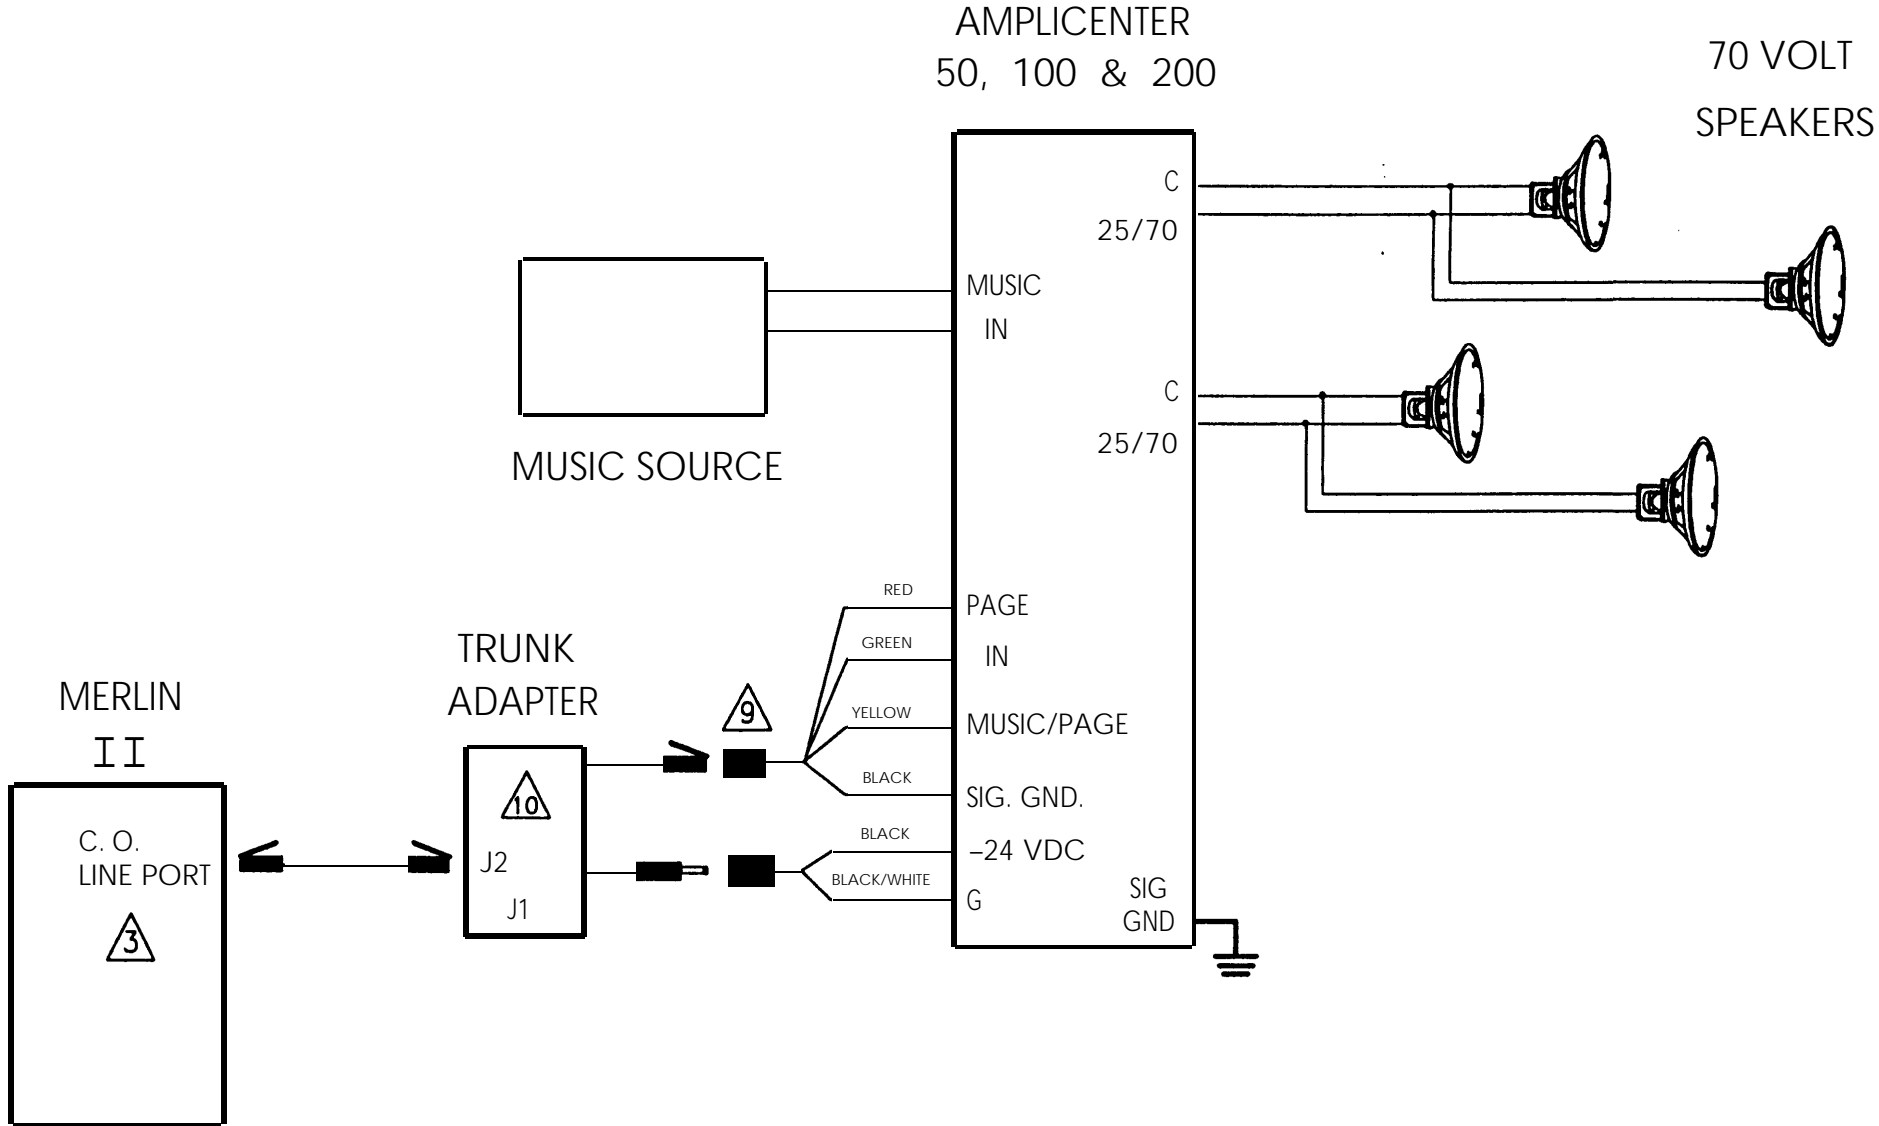 AMPLICENTER
50, 100 & 200
70 VOLT
SPEAKERS
C
25/70
MUSIC
IN
C
25/70
MUSIC SOURCE
RED
PAGE
GREEN
IN
TRUNK
ADAPTER
MERLIN
II
9
YELLOW
MUSIC/PAGE
10
BLACK
SIG. GND.
C. O.
LINE PORT
3
J2
J1
BLACK
–24 VDC
BLACK/WHITE
G
SIG
GND